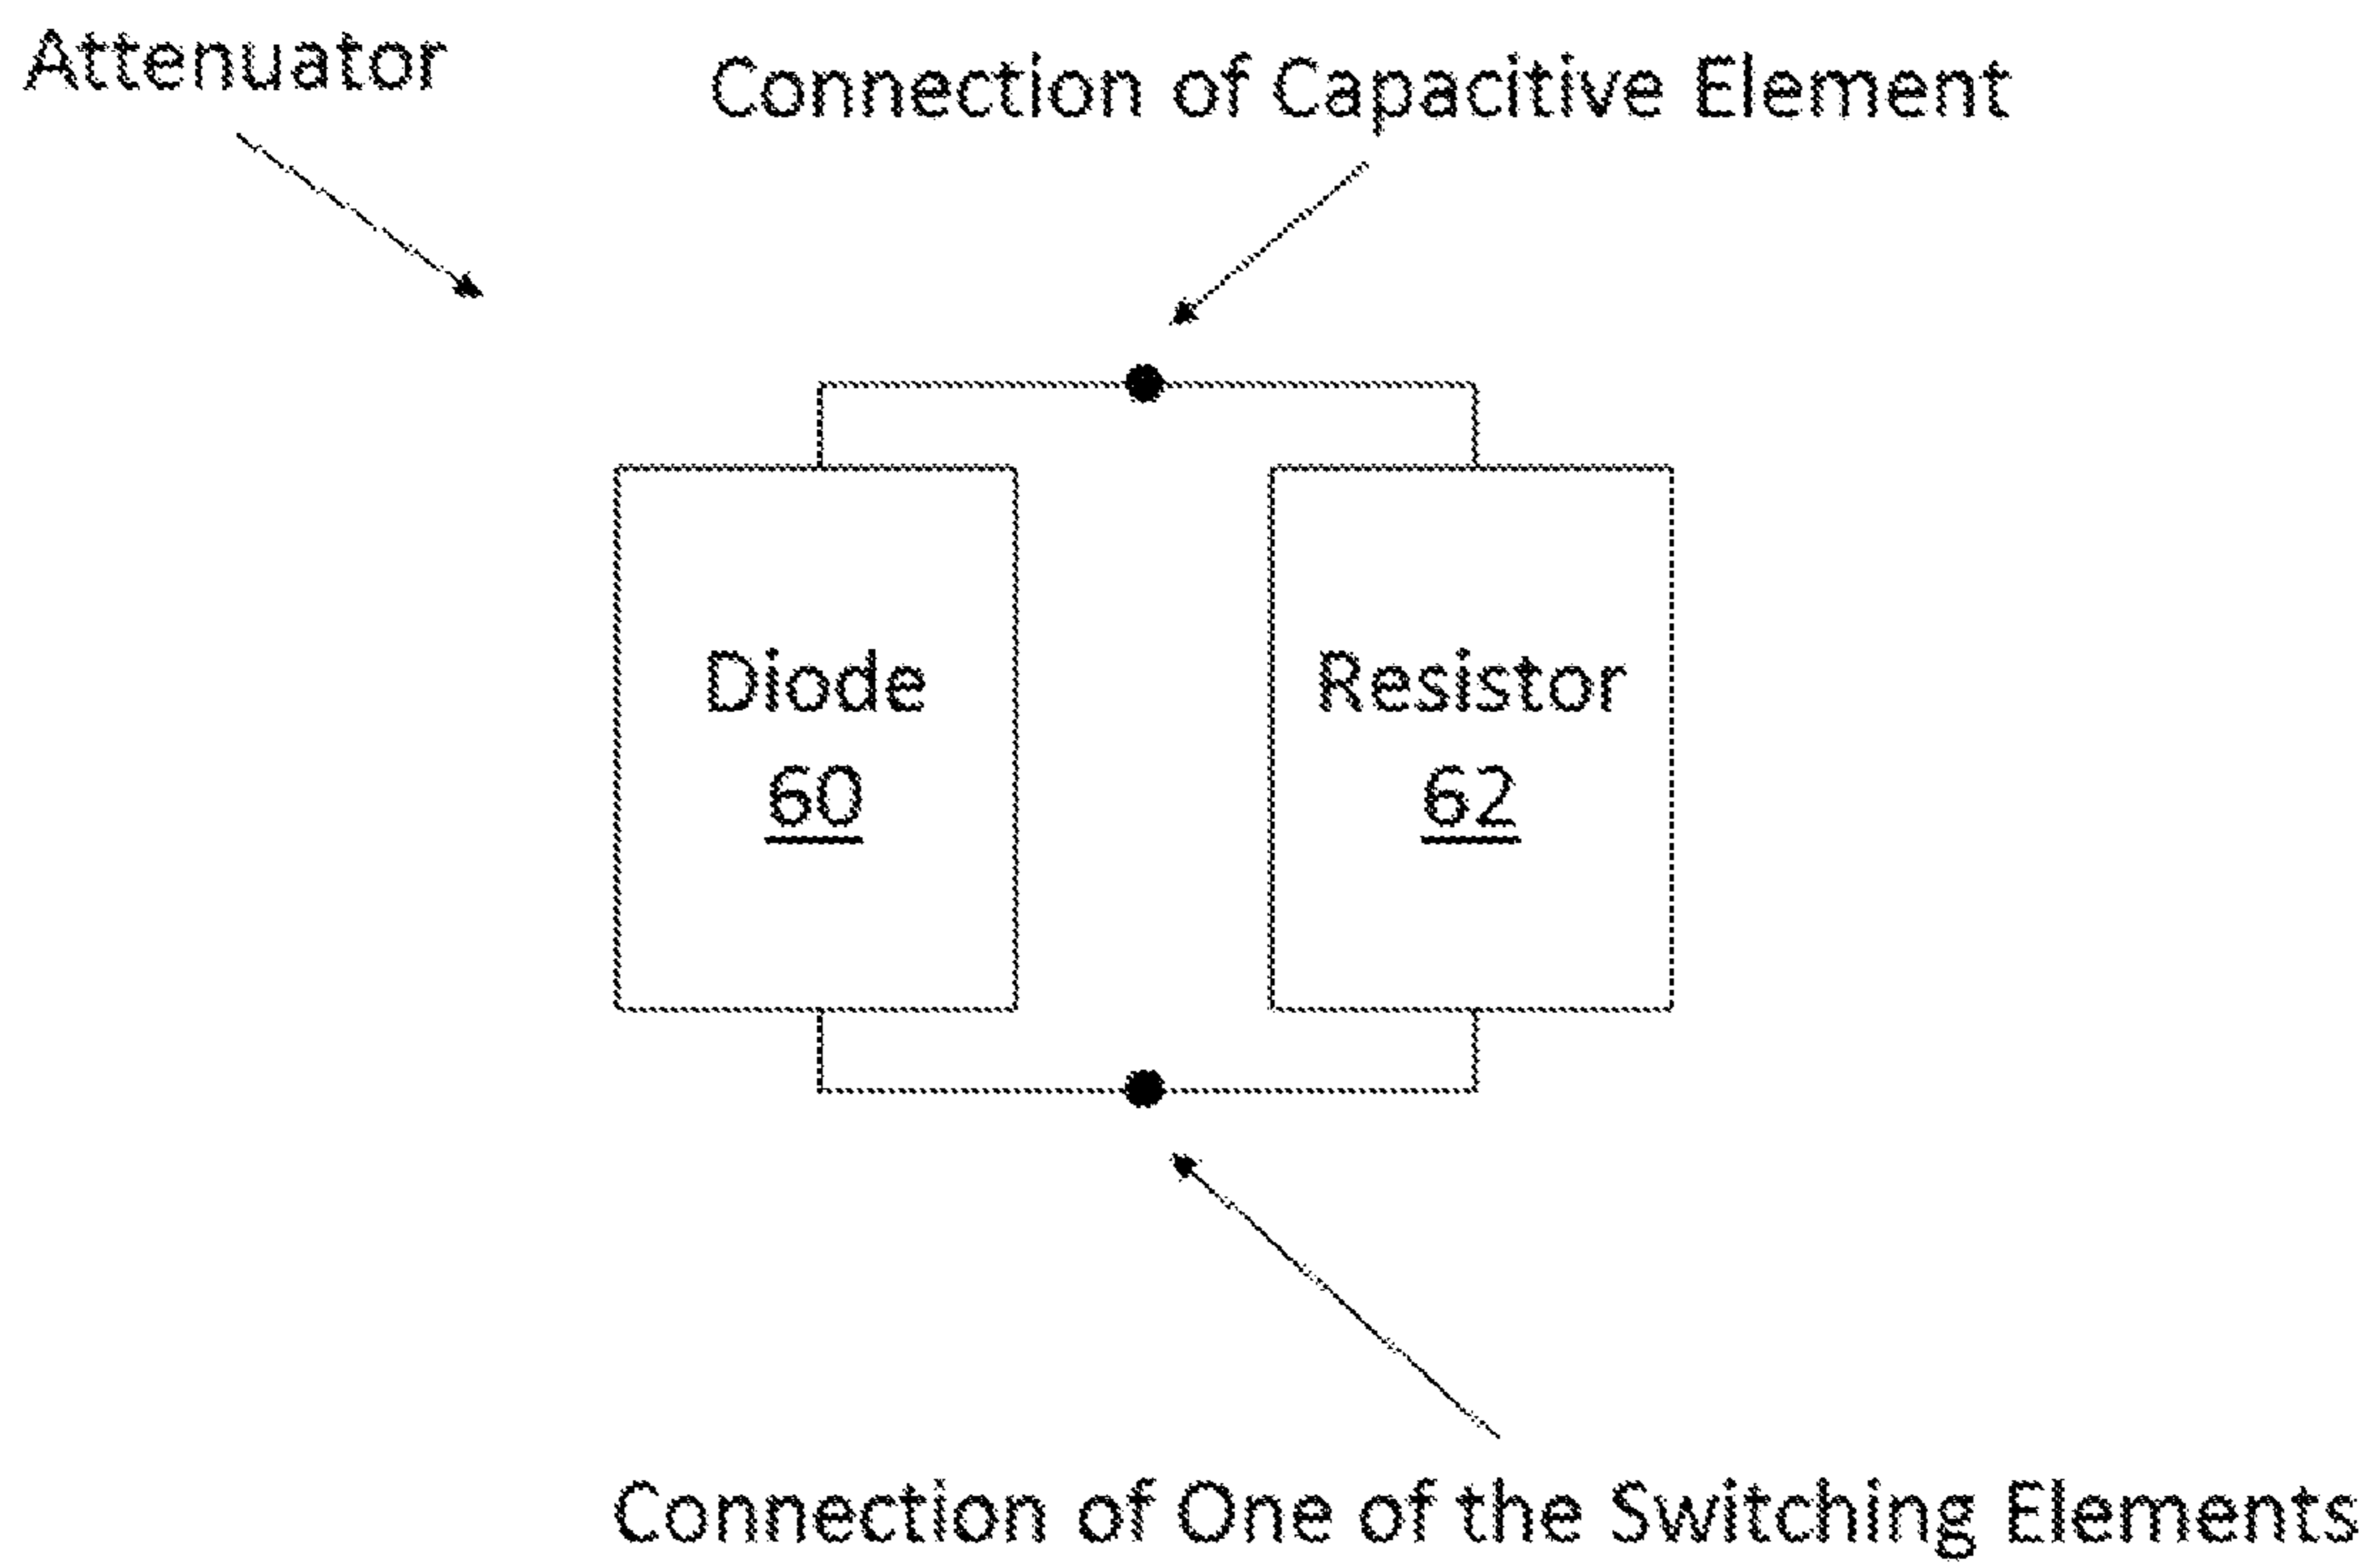 Attenuator
Connection of Capacitive Element
Diode
60
Resistor
62
Connection of One of the Switching Elements